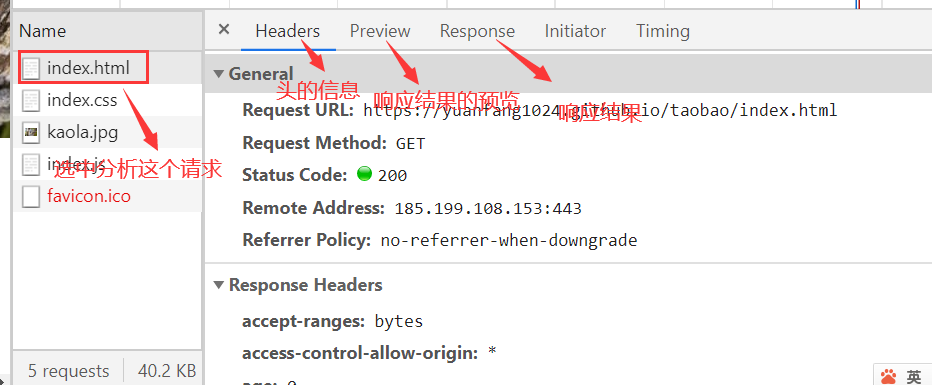 Name
Headers Preview Response Initiator Timing
index.html
General
头的信息 响应结果的预览 响应结果
index.css
Request URL: https://yuanfang1024.github.io/taobao/index.html
kaola.jpg
Request Method: GET
index.js
选中分析这个请求
Status Code: 200
favicon.ico
Remote Address: 185.199.108.153:443
Referrer Policy: no-referrer-when-downgrade
Response Headers
accept-ranges: bytes
access-control-allow-origin: *
age: 0
5 requests 40.2 KB
英